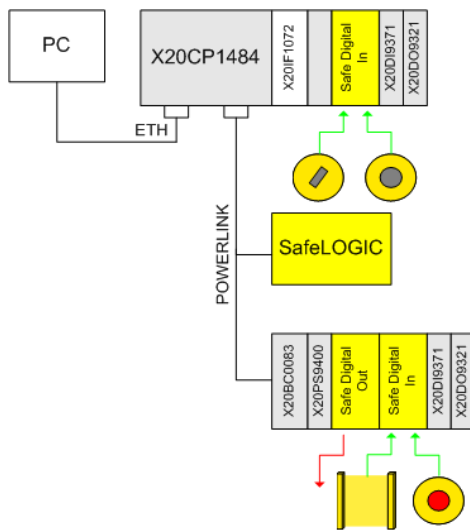 PC
X20CP1484
X20IF1072
Safe Digital
In
X20DI9371
X20DO9321
ETH
POWERLINK
SafeLOGIC
X20BC0083
X20PS9400
Safe Digital
Out
Safe Digital
In
X20DI9371
X20DO9321